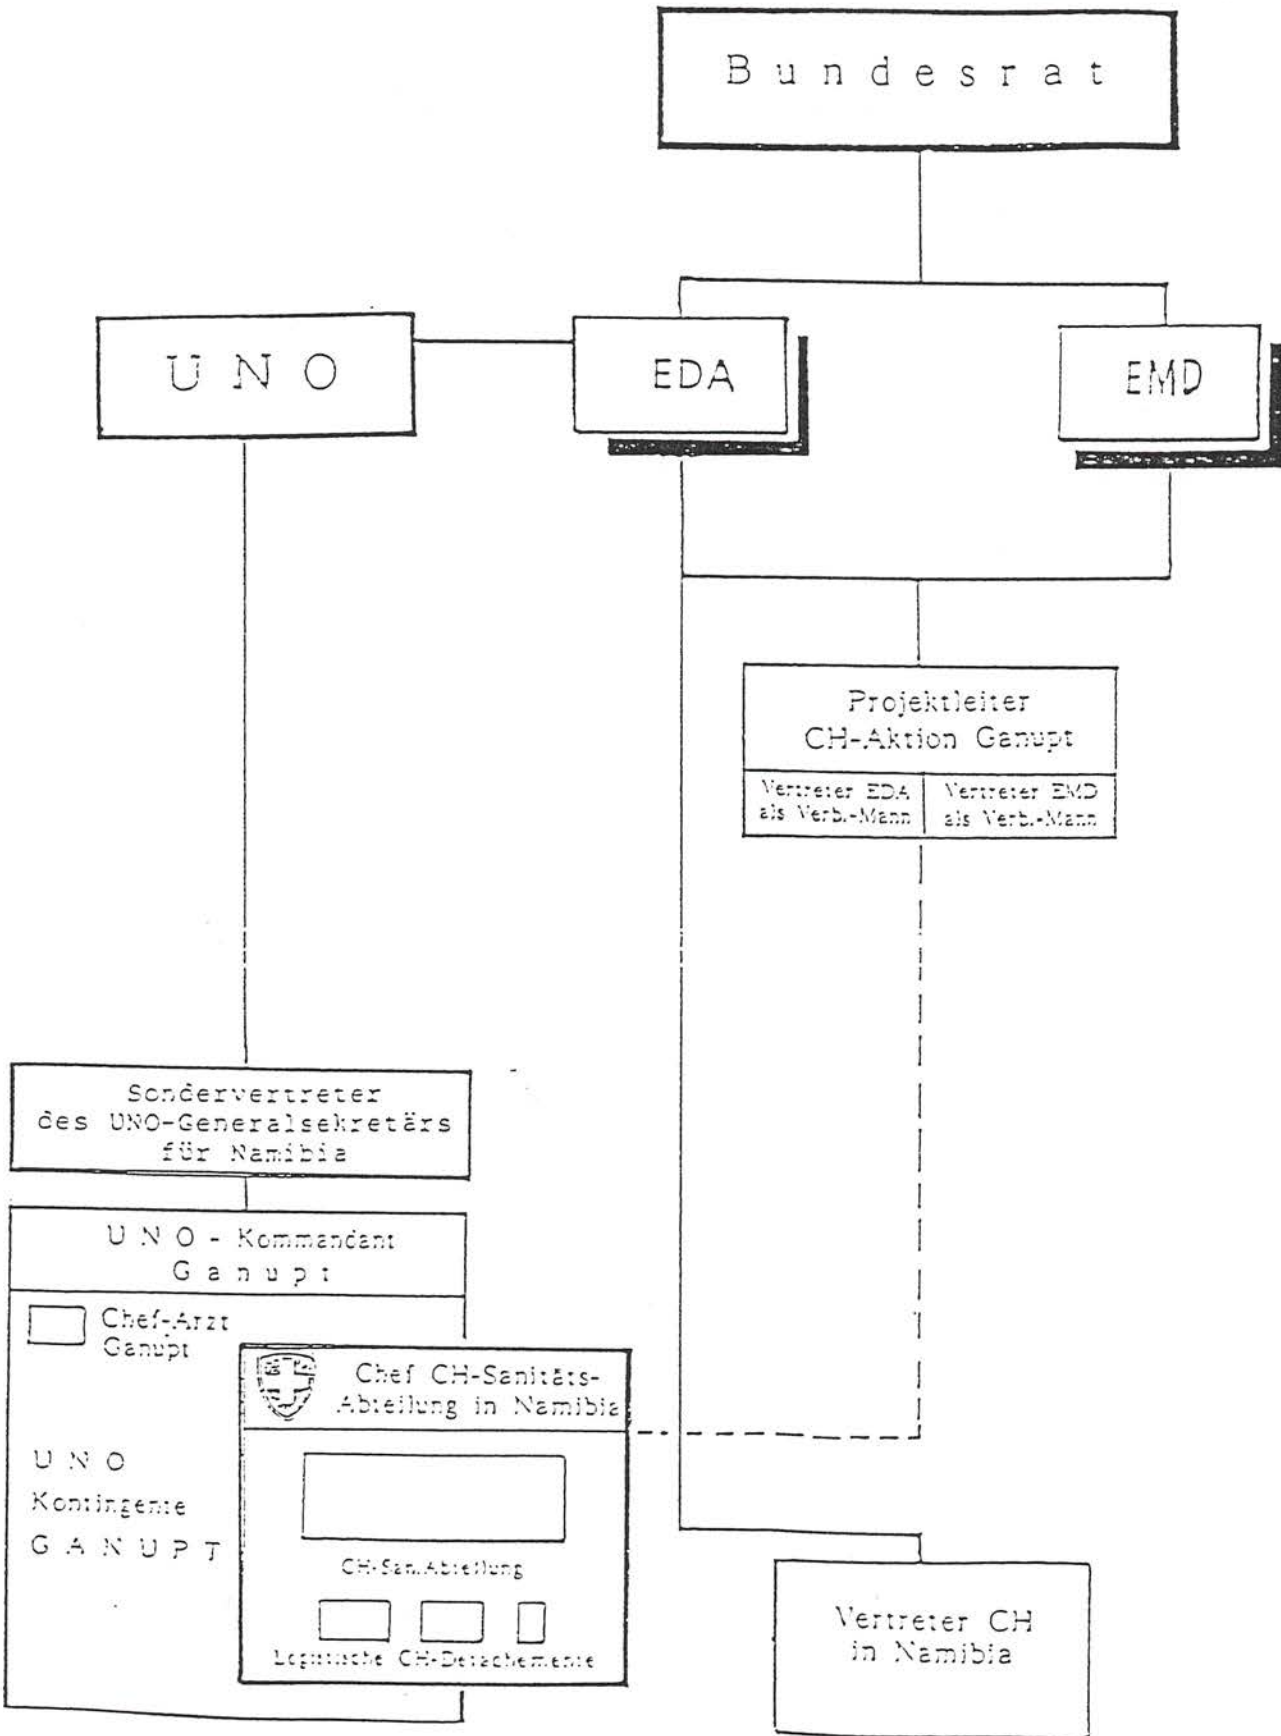 Bundesrat
UNO
EDA
EMD
Projektleiter
CH-Aktion Ganupt
Vertreter EDA
als Verb.-Mann
Vertreter EMD
als Verb.-Mann
Sondervertreter
des UNO-Generalsekretärs
für Namibia
UNO - Kommandant
Ganupt
Chef-Arzt
Ganupt
Chef CH-Sanitäts-
Abteilung in Namibia
UNO
Kontingente
GANUPT
CH-San.Abteilung
Logistische CH-Detachemente
Vertreter CH
in Namibia